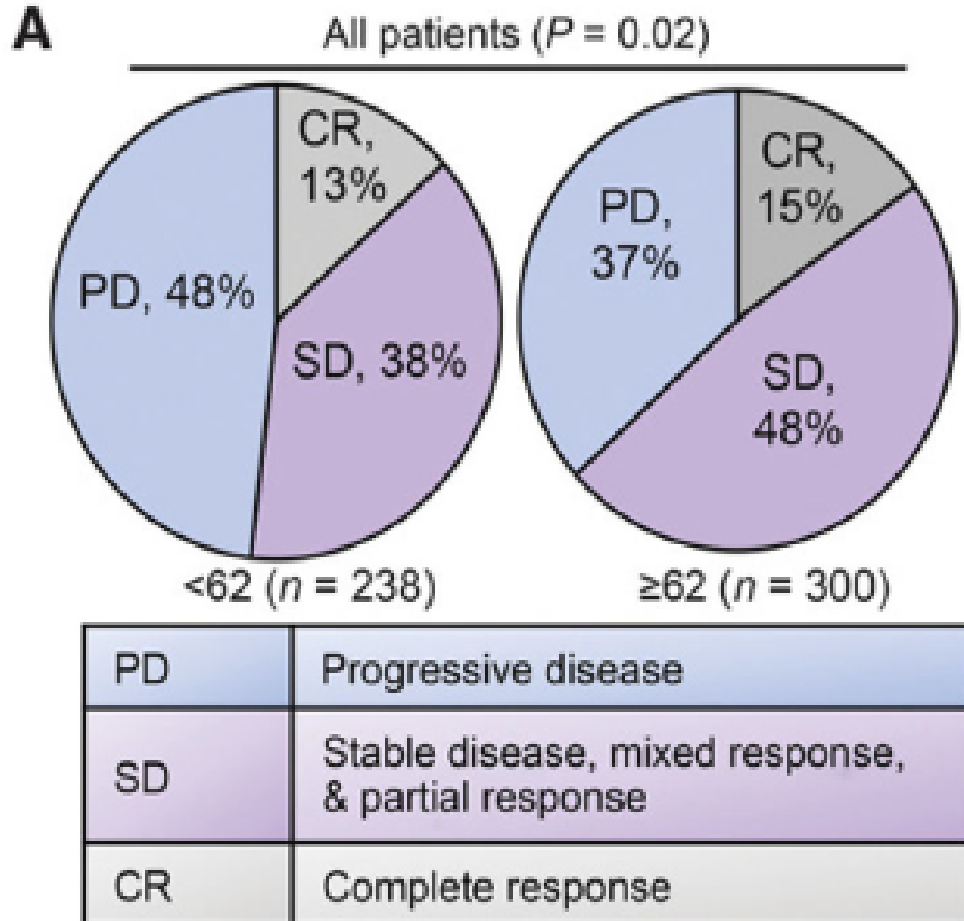 A
All patients (P = 0.02)
CR,
13%
PD, 48%
SD, 38%
CR,
15%
PD,
37%
SD,
48%
<62 (n = 238)
≥62 (n = 300)
PD
Progressive disease
SD
Stable disease, mixed response,
& partial response
CR
Complete response